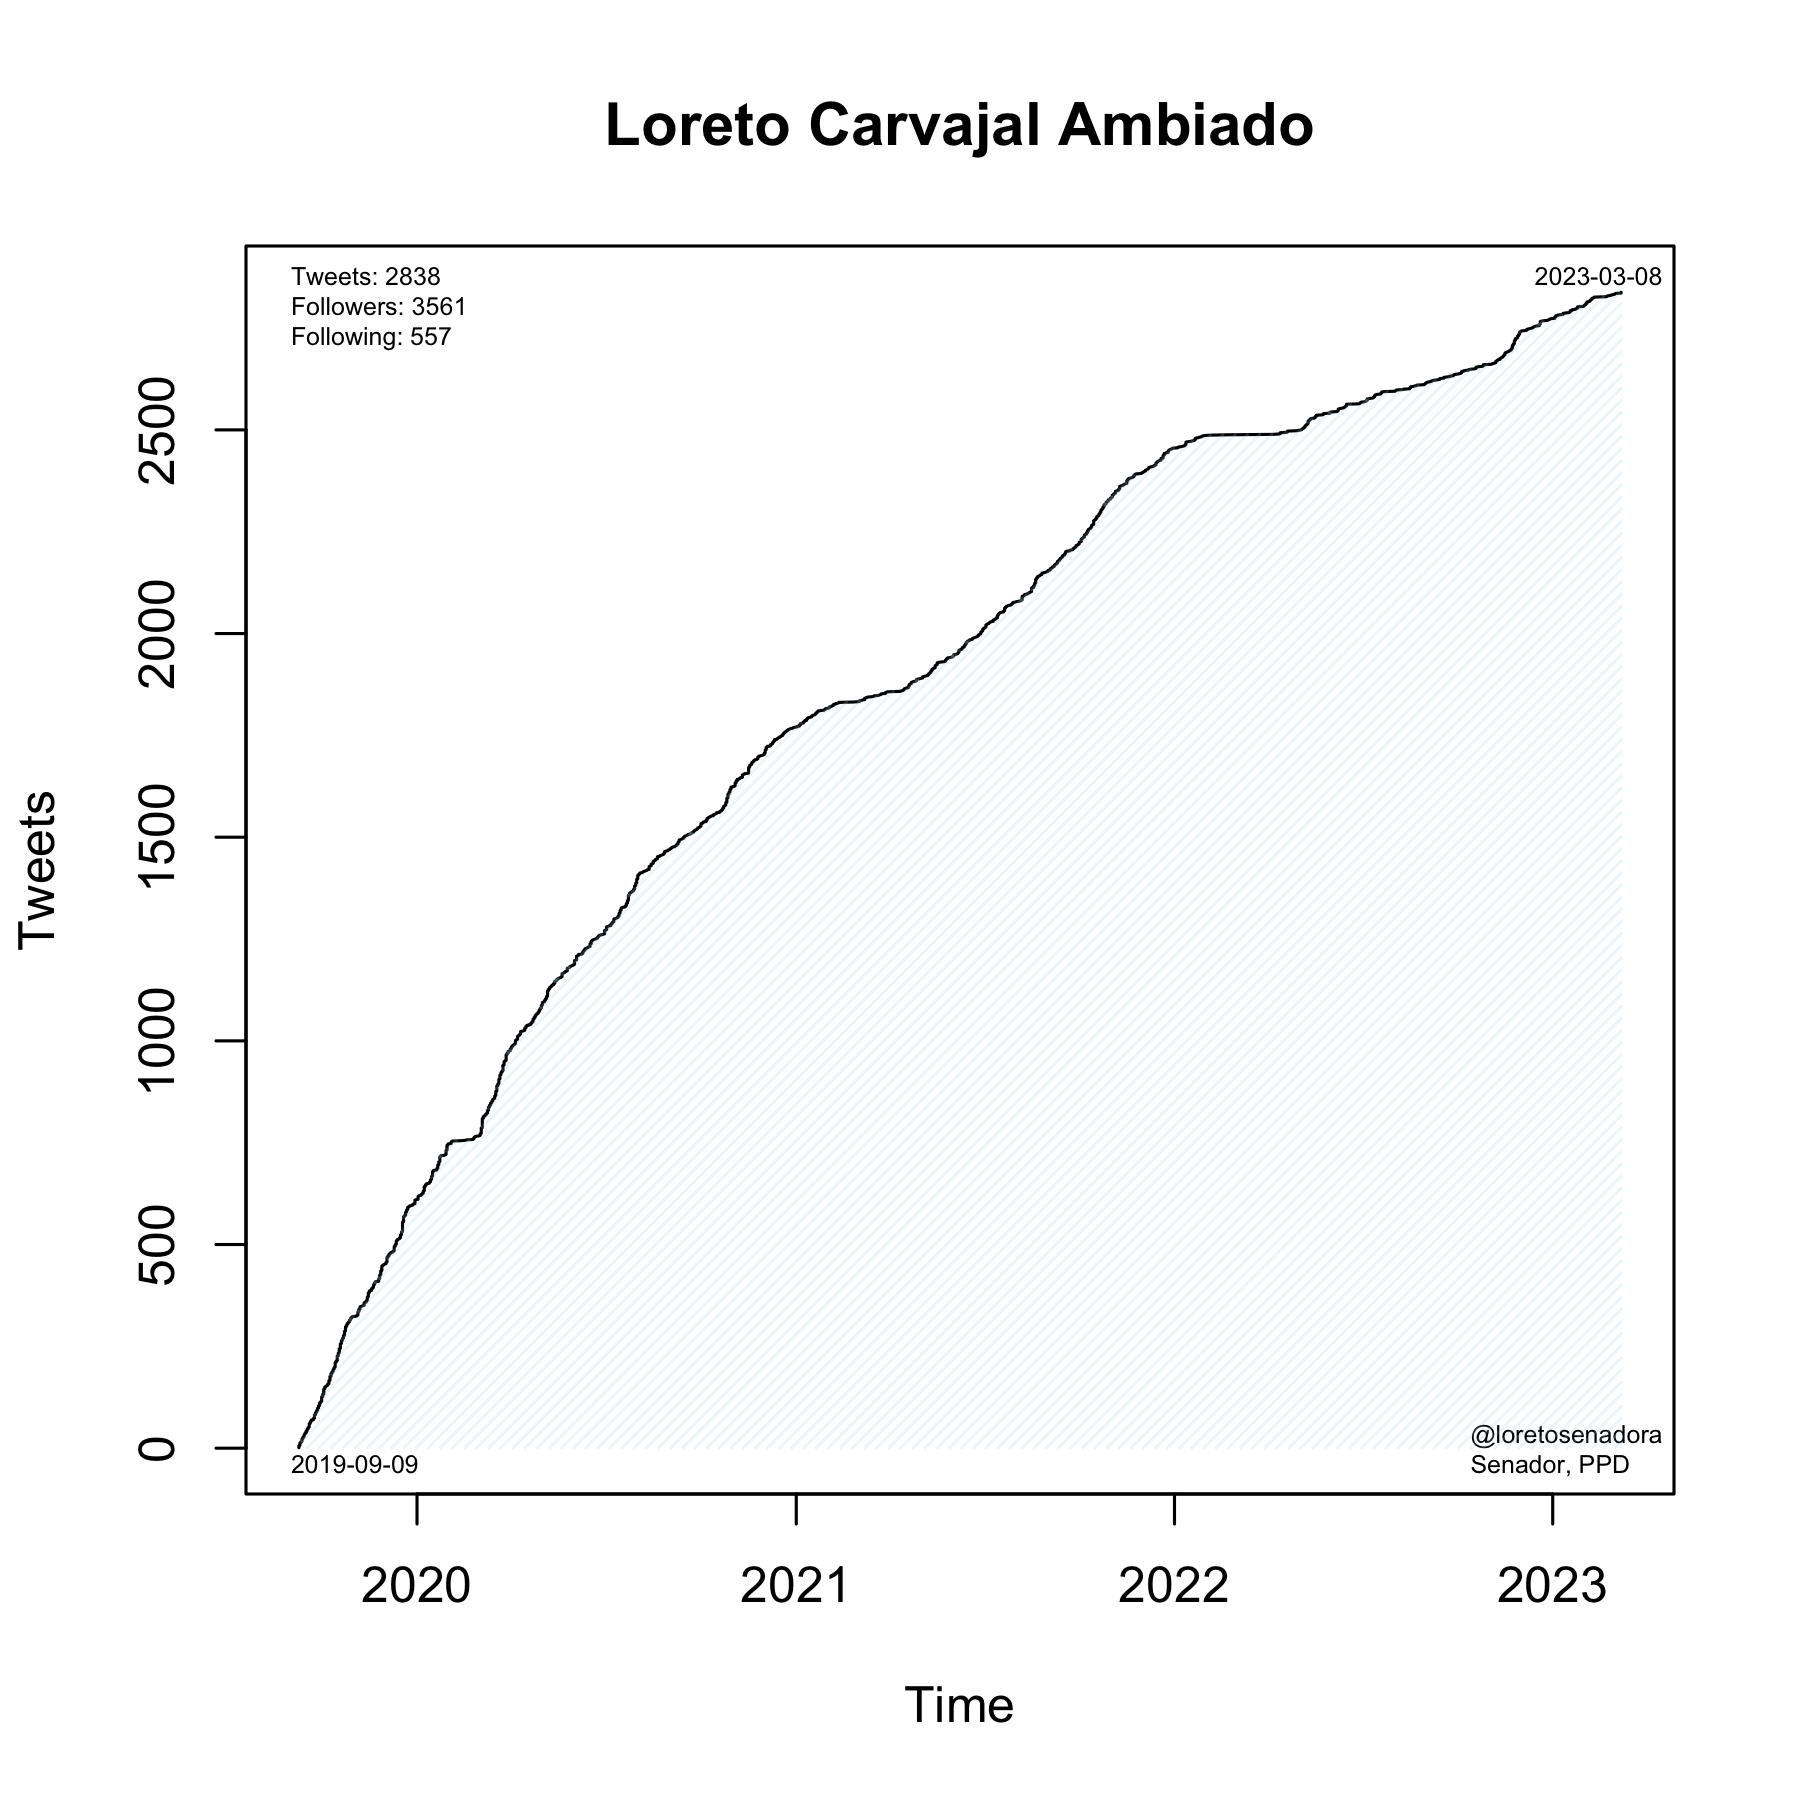 Loreto Carvajal Ambiado
Tweets: 2838
Followers: 3561
Following: 557
2023-03-08
2500
2000
1500
1000
500
0
Tweets
2019-09-09
@loretosenadora
Senador, PPD
2020
2021
2022
2023
Time